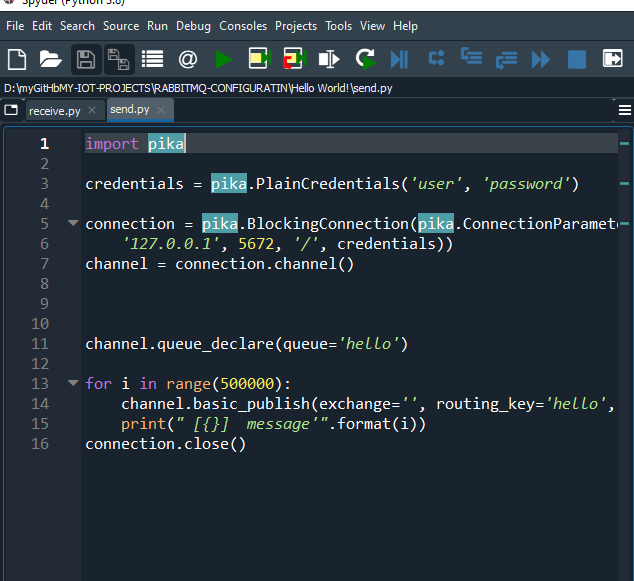 Spyder (Python 3.8)
File Edit Search Source Run Debug Consoles Projects Tools View Help
D:\myGitHbMY-IOT-PROJECTS\RABBITMQ-CONFIGURATIN\Hello World!\send.py
receive.py × send.py ×
1 import pika
2
3 credentials = pika.PlainCredentials('user', 'password')
4
5 connection = pika.BlockingConnection(pika.ConnectionParamet
6 '127.0.0.1', 5672, '/', credentials))
7 channel = connection.channel()
8
9
10
11 channel.queue_declare(queue='hello')
12
13 for i in range(500000):
14 channel.basic_publish(exchange='', routing_key='hello',
15 print(" [{}]  message'".format(i))
16 connection.close()